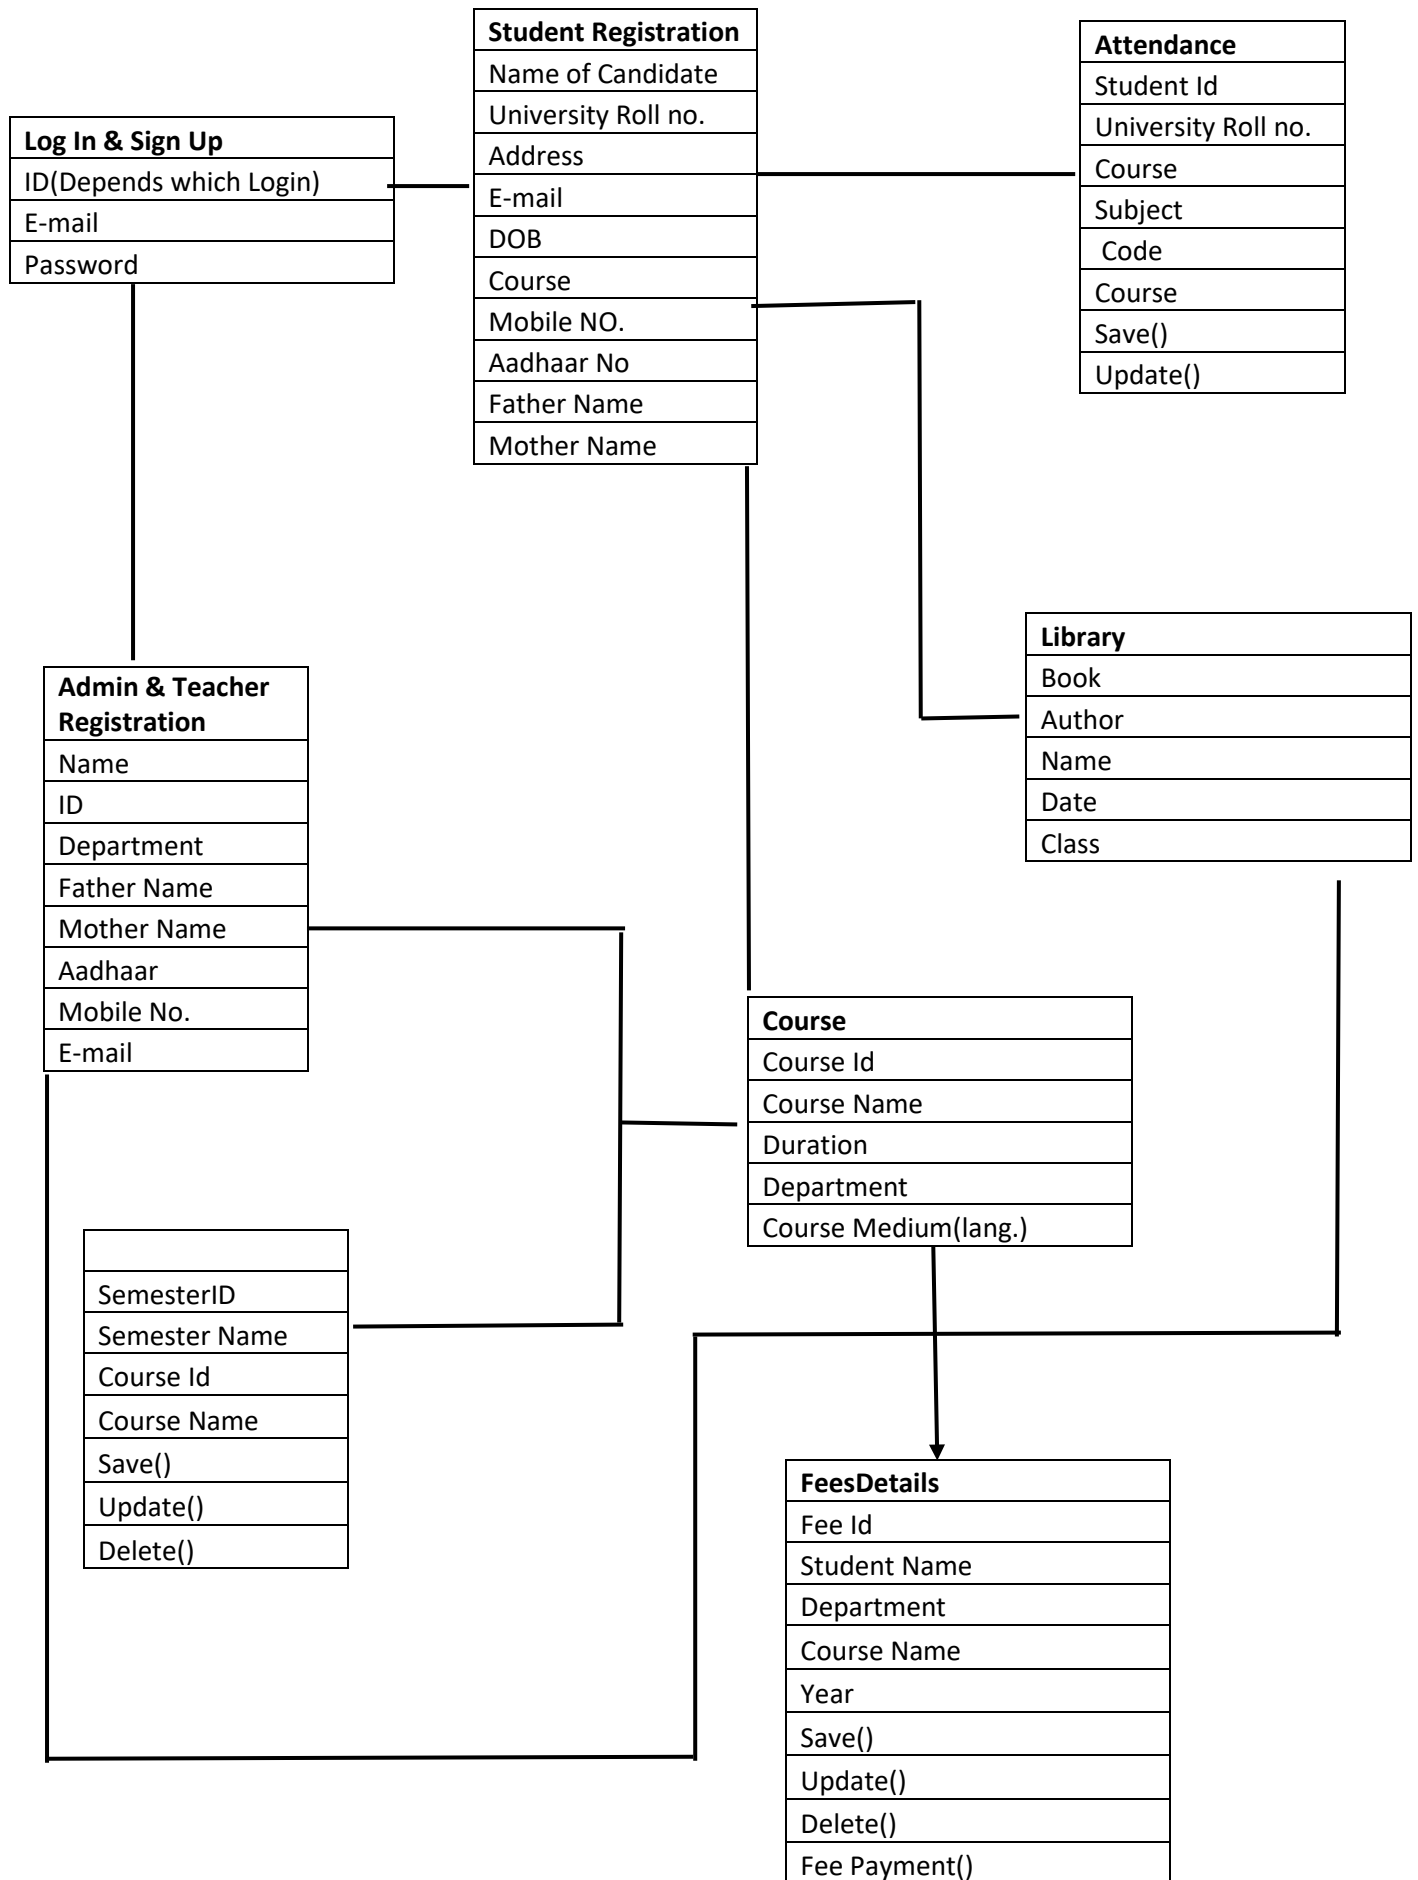 Student Registration
Name of Candidate
University Roll no.
Address
E-mail
DOB
Course
Mobile NO.
Aadhaar No
Father Name
Mother Name
Attendance
Student Id
University Roll no.
Course
Subject
Code
Course
Save()
Update()
Log In & Sign Up
ID(Depends which Login)
E-mail
Password
Library
Book
Author
Name
Date
Class
Admin & Teacher
Registration
Name
ID
Department
Father Name
Mother Name
Aadhaar
Mobile No.
E-mail
Course
Course Id
Course Name
Duration
Department
Course Medium(lang.)
SemesterID
Semester Name
Course Id
Course Name
Save()
Update()
Delete()
FeesDetails
Fee Id
Student Name
Department
Course Name
Year
Save()
Update()
Delete()
Fee Payment()